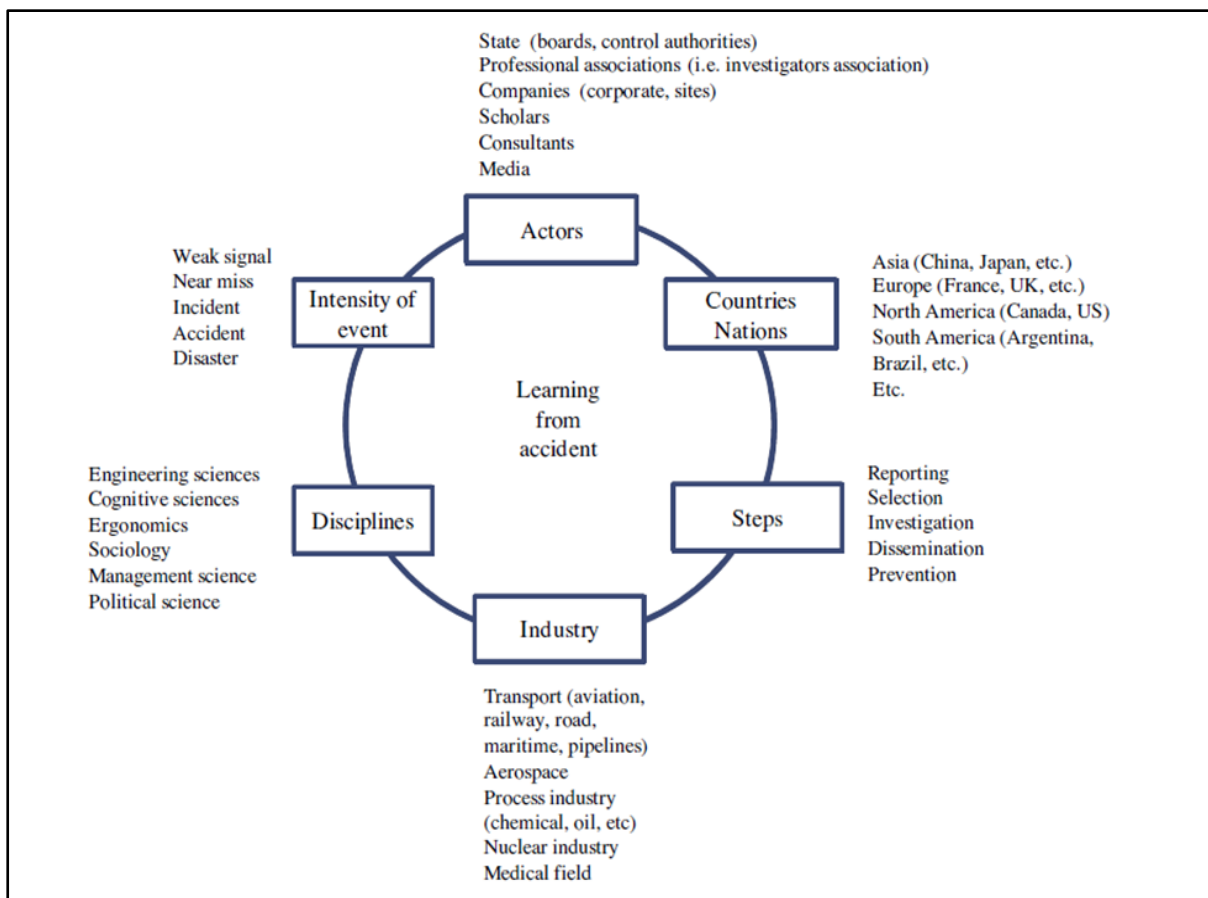 State (boards, control authorities)
Professional associations (i.e. investigators association)
Companies (corporate, sites)
Scholars
Consultants
Media
Actors
Weak signal
Near miss
Incident
Accident
Disaster
Intensity of
event
Countries
Nations
Asia (China, Japan, etc.)
Europe (France, UK, etc.)
North America (Canada, US)
South America (Argentina,
Brazil, etc.)
Etc.
Learning
from
accident
Engineering sciences
Cognitive sciences
Ergonomics
Sociology
Management science
Political science
Disciplines
Steps
Reporting
Selection
Investigation
Dissemination
Prevention
Industry
Transport (aviation,
railway, road,
maritime, pipelines)
Aerospace
Process industry
(chemical, oil, etc)
Nuclear industry
Medical field